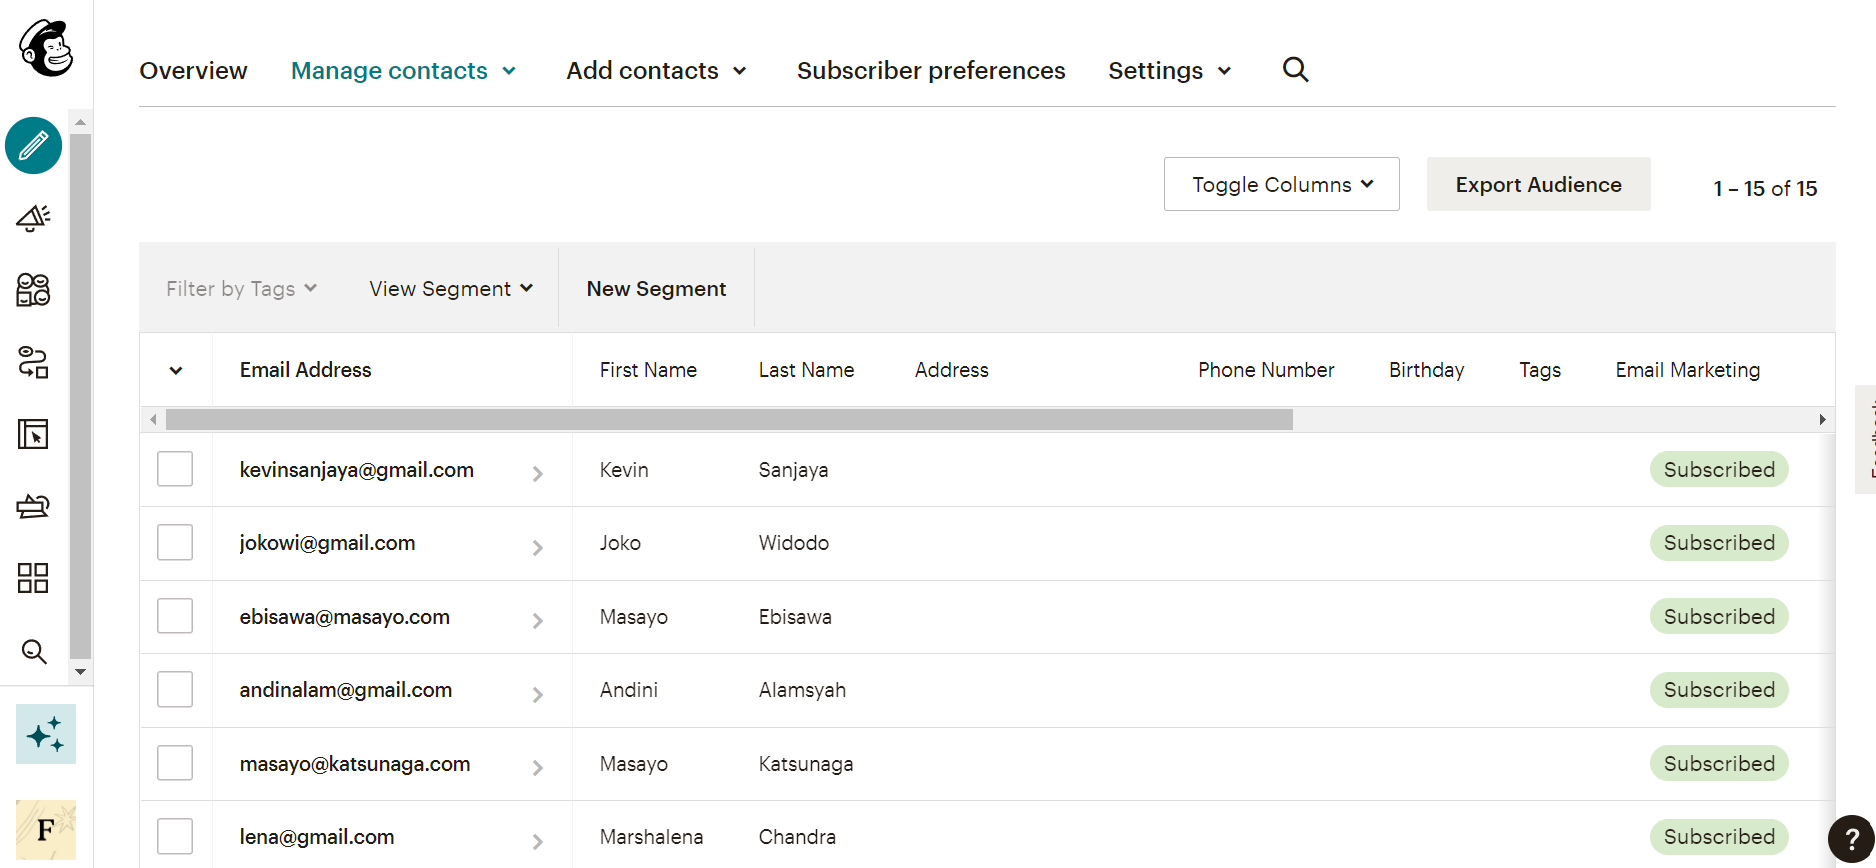 Overview Manage contacts Add contacts Subscriber preferences Settings
Toggle Columns Export Audience 1 – 15 of 15
Filter by Tags View Segment New Segment
Email Address First Name Last Name Address Phone Number Birthday Tags Email Marketing
kevinsanjaya@gmail.com Kevin Sanjaya Subscribed
jokowi@gmail.com Joko Widodo Subscribed
ebisawa@masayo.com Masayo Ebisawa Subscribed
andinalam@gmail.com Andini Alamsyah Subscribed
masayo@katsunaga.com Masayo Katsunaga Subscribed
lena@gmail.com Marshalena Chandra Subscribed
F
?